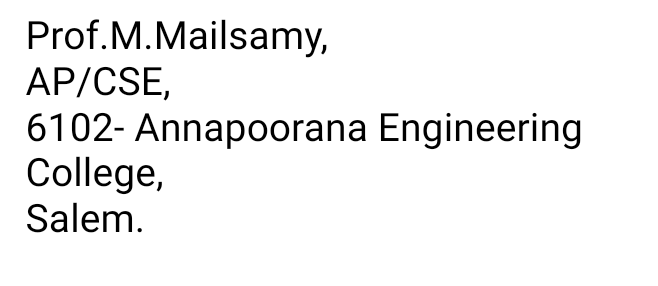 Prof.M.Mailsamy,
AP/CSE,
6102- Annapoorana Engineering
College,
Salem.